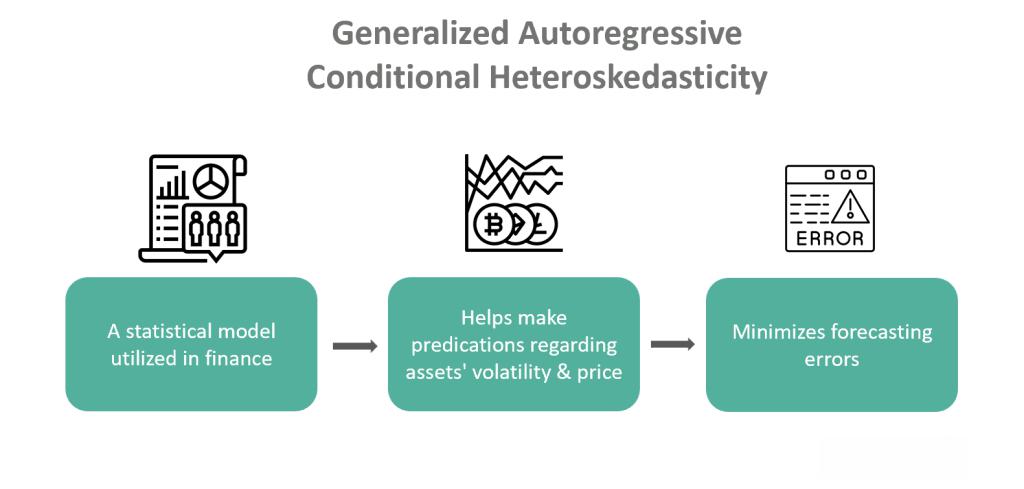 Generalized Autoregressive
Conditional Heteroskedasticity
ERROR
A statistical model
utilized in finance
Helps make
predications regarding
assets' volatility & price
Minimizes forecasting
errors